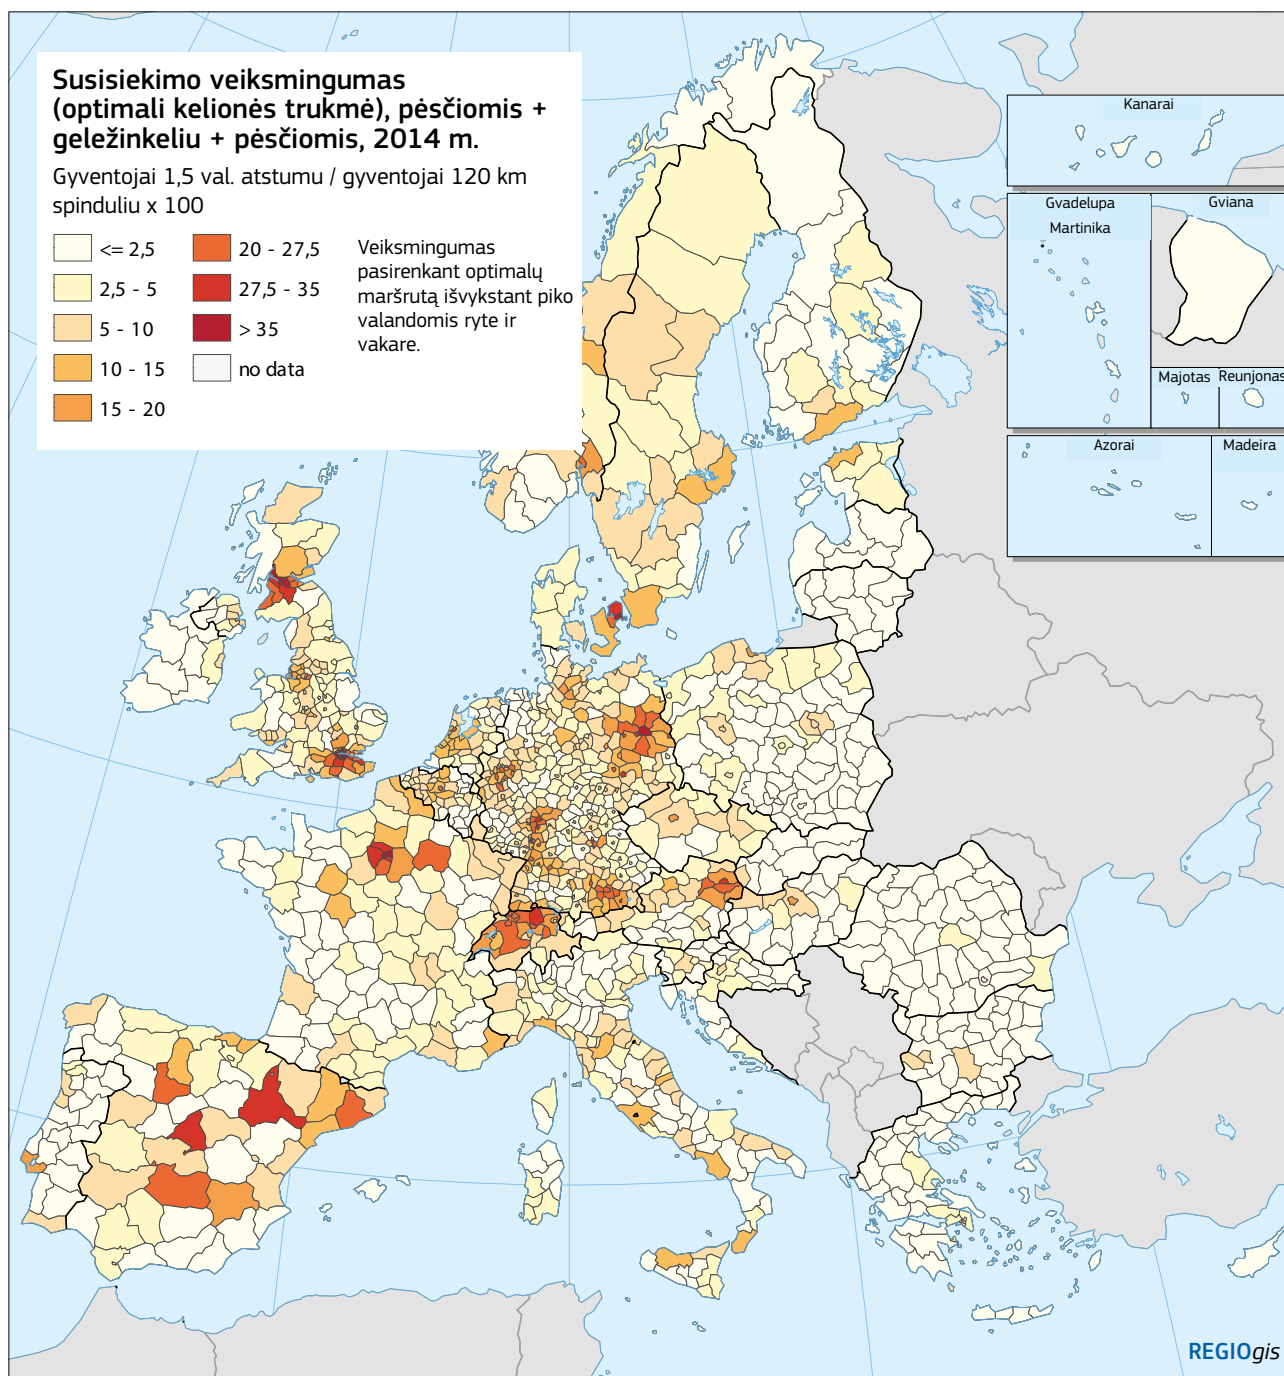 Susisiekimo veiksmingumas
(optimali kelionės trukmė), pėsčiomis +
geležinkeliu + pėsčiomis, 2014 m.
Gyventojai 1,5 val. atstumu / gyventojai 120 km
spinduliu x 100
<= 2,5
2,5 - 5
5 - 10
10 - 15
15 - 20
20 - 27,5
27,5 - 35
> 35
no data
Veiksmingumas
pasirenkant optimalų
maršrutą išvykstant piko
valandomis ryte ir
vakare.
Kanarai
Gvadelupa
Martinika
Gviana
Majotas
Reunjonas
Azorai
Madeira
REGIOgis